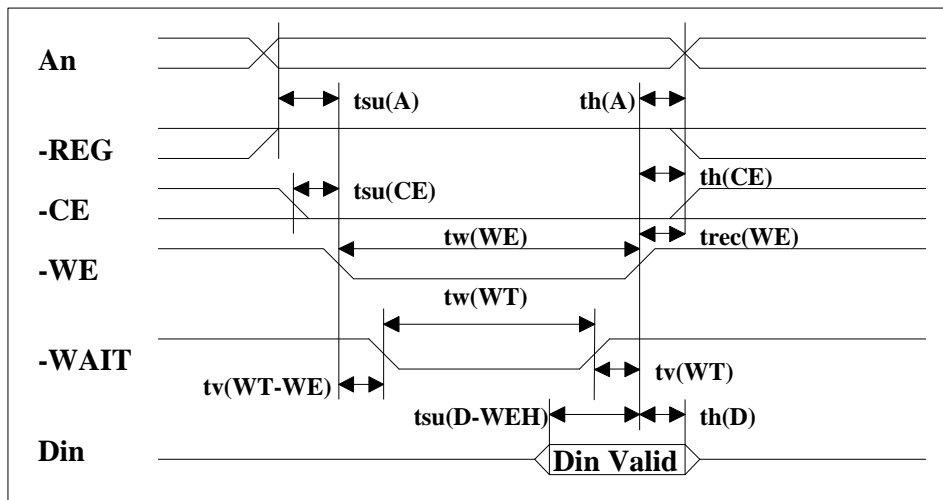 An
tsu(A) th(A)
-REG
tsu(CE) th(CE)
-CE
tw(WE) trec(WE)
-WE
tw(WT)
-WAIT
tv(WT-WE) tv(WT)
tsu(D-WEH) th(D)
Din Din Valid